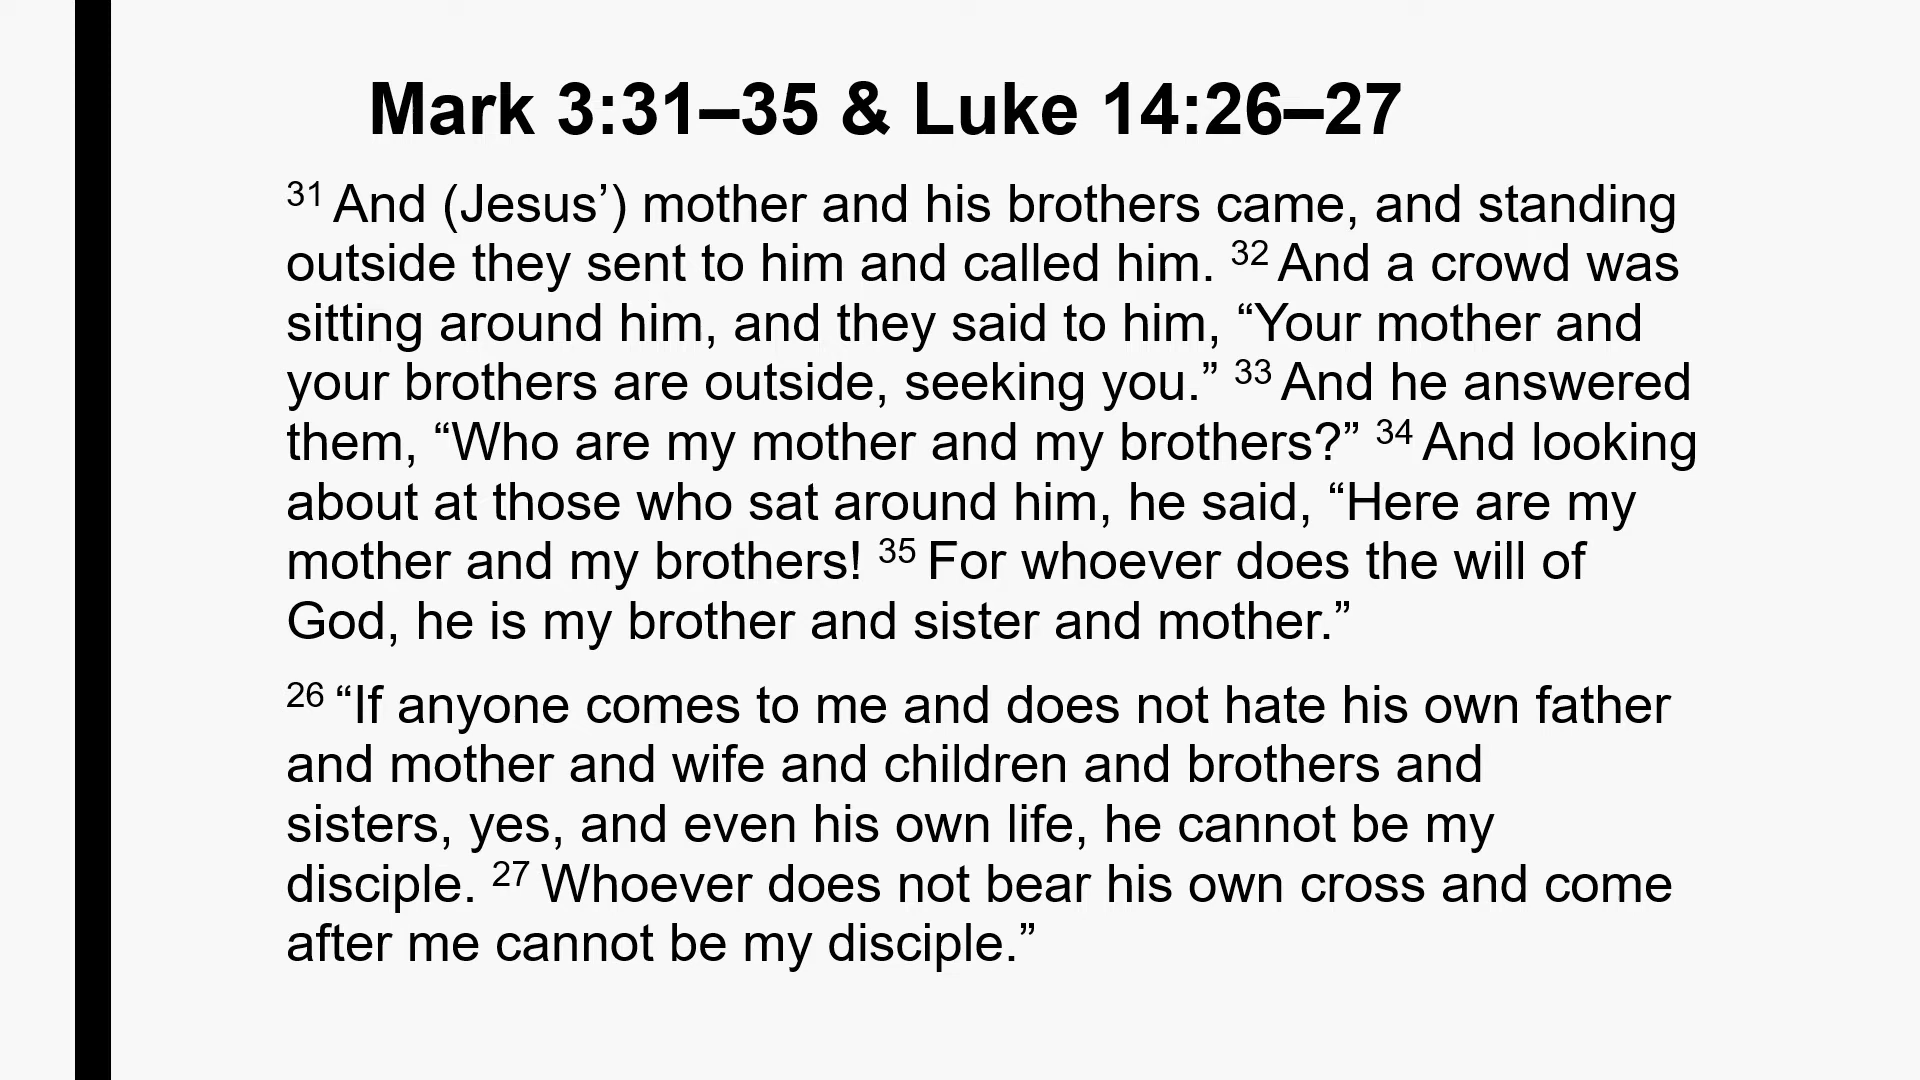 Mark 3:31–35 & Luke 14:26–27
31 And (Jesus’) mother and his brothers came, and standing
outside they sent to him and called him. 32 And a crowd was
sitting around him, and they said to him, “Your mother and
your brothers are outside, seeking you.” 33 And he answered
them, “Who are my mother and my brothers?” 34 And looking
about at those who sat around him, he said, “Here are my
mother and my brothers! 35 For whoever does the will of
God, he is my brother and sister and mother.”
26 “If anyone comes to me and does not hate his own father
and mother and wife and children and brothers and
sisters, yes, and even his own life, he cannot be my
disciple. 27 Whoever does not bear his own cross and come
after me cannot be my disciple.”